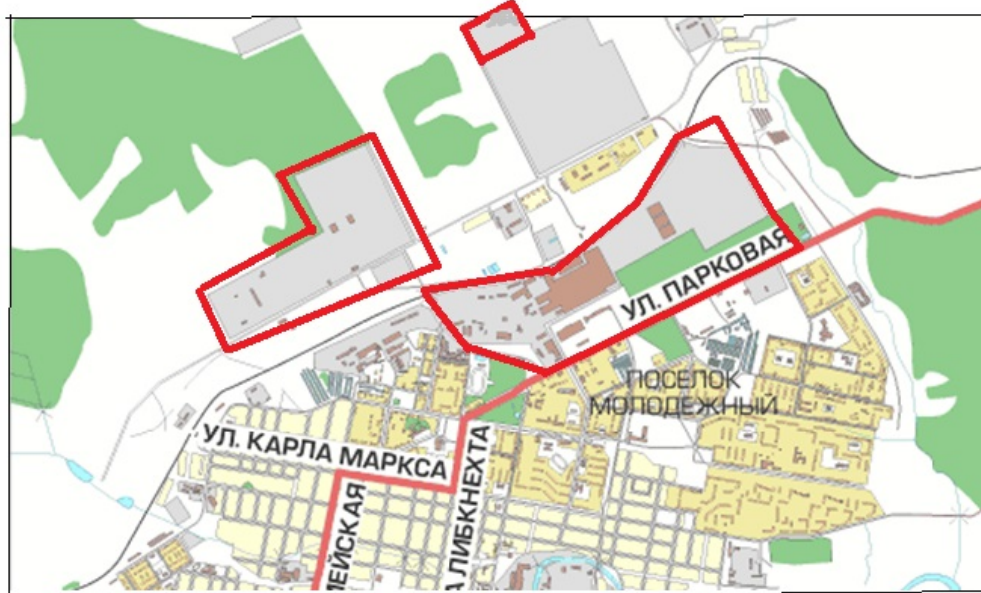 УЛ. ПАРКОВАЯ
ПОСЕЛОК
МОЛОДЕЖНЫЙ
УЛ. КАРЛА МАРКСА
МЕЙСКАЯ
А ЛИБКНЕХТА